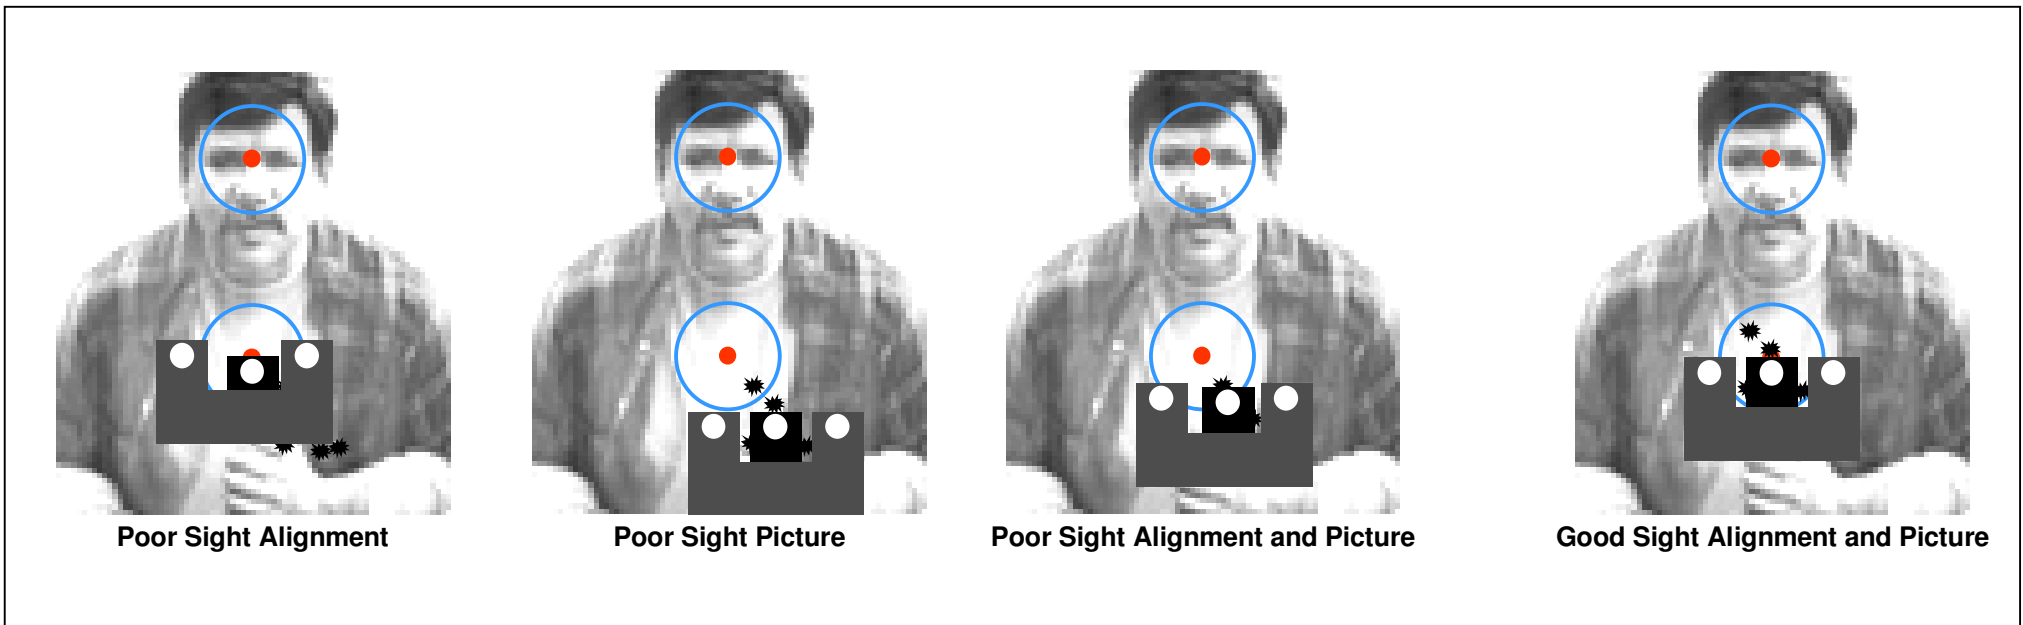 Poor Sight Alignment
Poor Sight Picture
Poor Sight Alignment and Picture
Good Sight Alignment and Picture